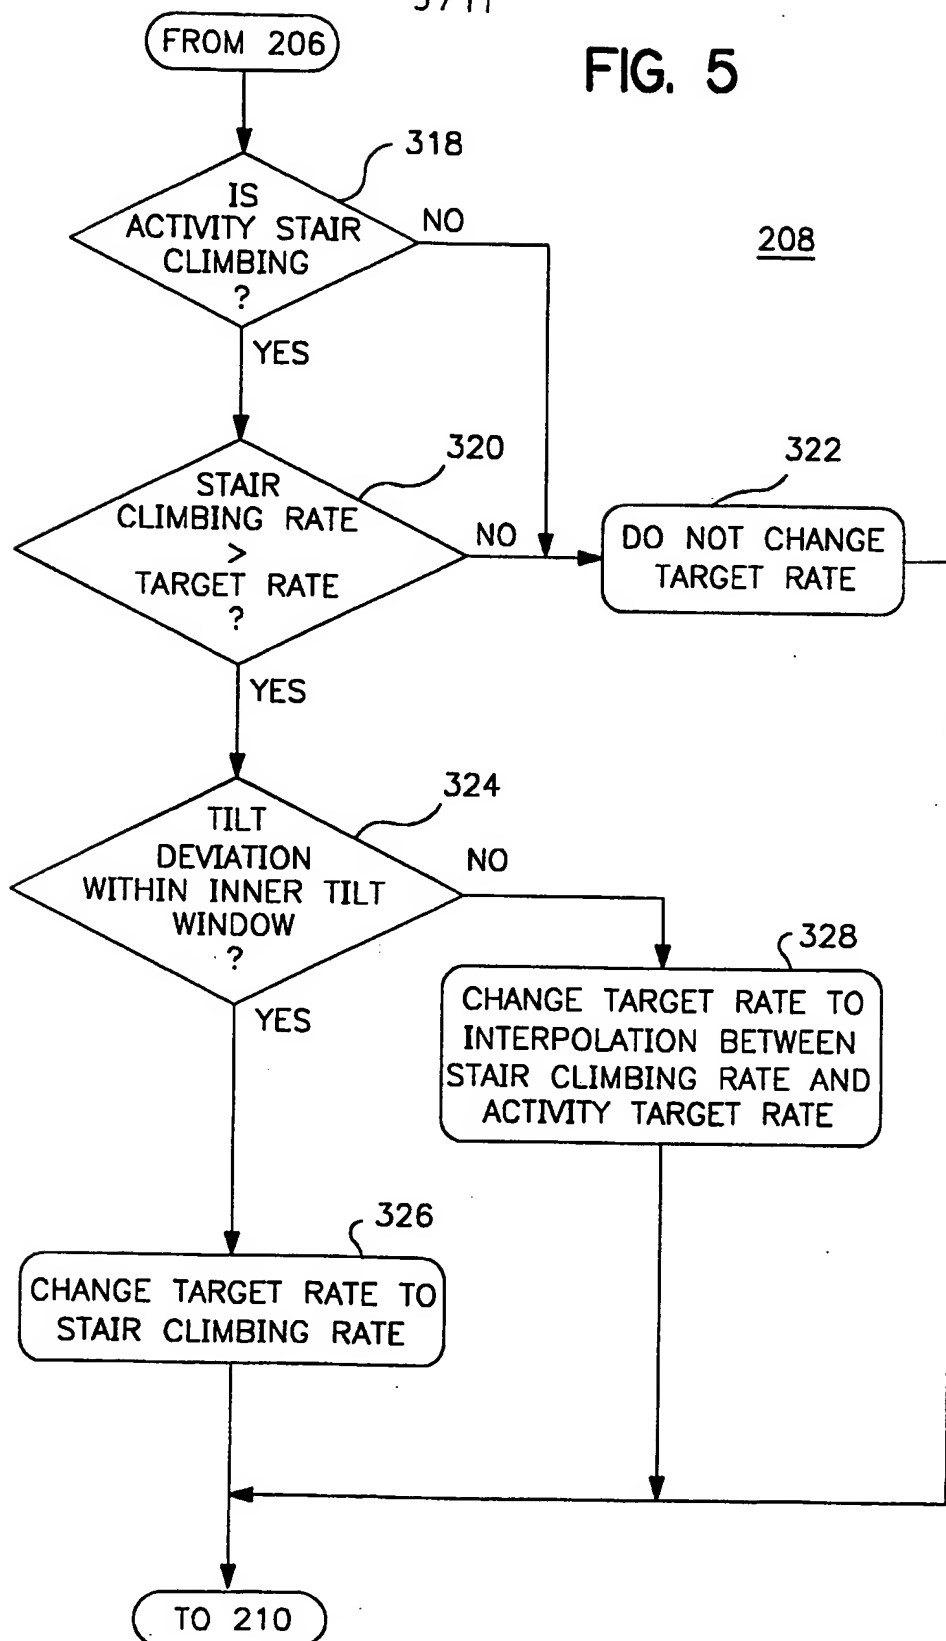 FROM 206
FIG. 5
318
IS
ACTIVITY STAIR
CLIMBING
?
NO
208
YES
320
STAIR
CLIMBING RATE
>
TARGET RATE
?
NO
322
DO NOT CHANGE
TARGET RATE
YES
324
TILT
DEVIATION
WITHIN INNER TILT
WINDOW
?
NO
328
CHANGE TARGET RATE TO
INTERPOLATION BETWEEN
STAIR CLIMBING RATE AND
ACTIVITY TARGET RATE
YES
326
CHANGE TARGET RATE TO
STAIR CLIMBING RATE
TO 210